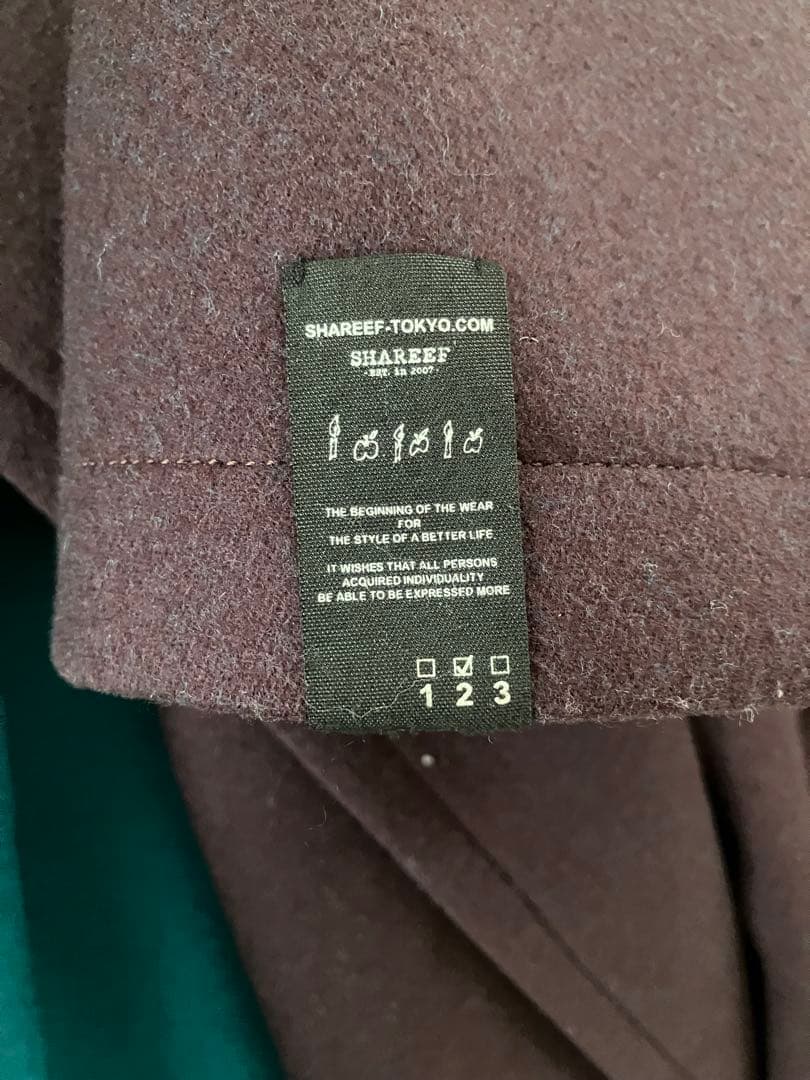 SHAREEF-TOKYO.COM
SHAREEF
-EST. in 2007-
THE BEGINNING OF THE WEAR
FOR
THE STYLE OF A BETTER LIFE
IT WISHES THAT ALL PERSONS
ACQUIRED INDIVIDUALITY
BE ABLE TO BE EXPRESSED MORE
☐ ☑ ☐
1 2 3